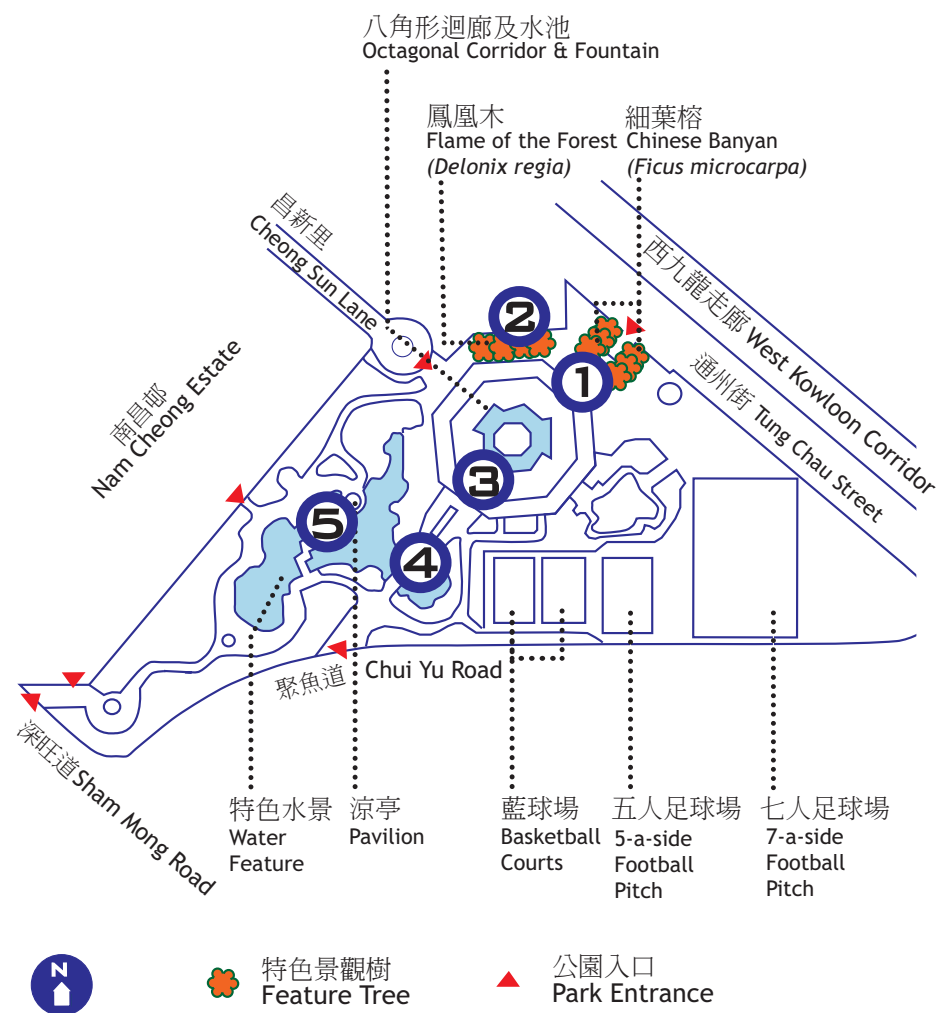 八角形迴廊及水池
Octagonal Corridor & Fountain
鳳凰木
Flame of the Forest
(Delonix regia)
細葉榕
Chinese Banyan
(Ficus microcarpa)
昌新里
Cheong Sun Lane
西九龍走廊 West Kowloon Corridor
通州街 Tung Chau Street
南昌邨
Nam Cheong Estate
2
1
3
5
4
聚魚道 Chui Yu Road
深旺道 Sham Mong Road
特色水景
Water
Feature
涼亭
Pavilion
藍球場
Basketball
Courts
五人足球場
5-a-side
Football
Pitch
七人足球場
7-a-side
Football
Pitch
N
特色景觀樹
Feature Tree
公園入口
Park Entrance